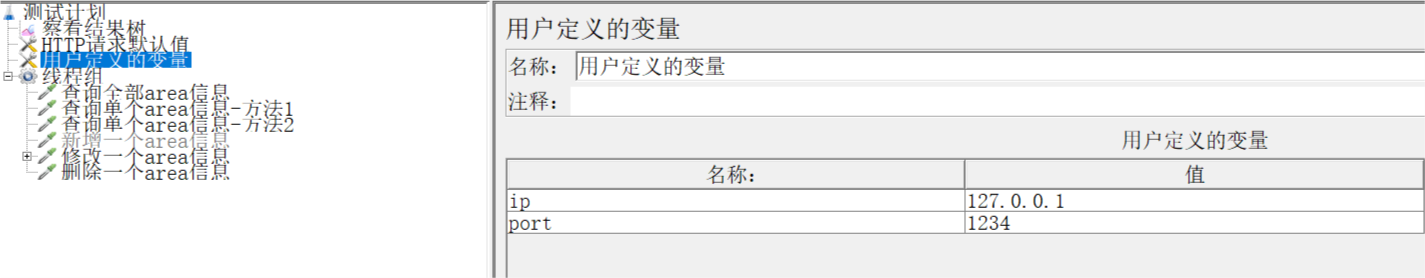 测试计划
察看结果树
HTTP请求默认值
用户定义的变量
线程组
查询全部area信息
查询单个area信息-方法1
查询单个area信息-方法2
新增一个area信息
修改一个area信息
删除一个area信息
用户定义的变量
名称： 用户定义的变量
注释：
用户定义的变量
名称： 值
ip 127.0.0.1
port 1234